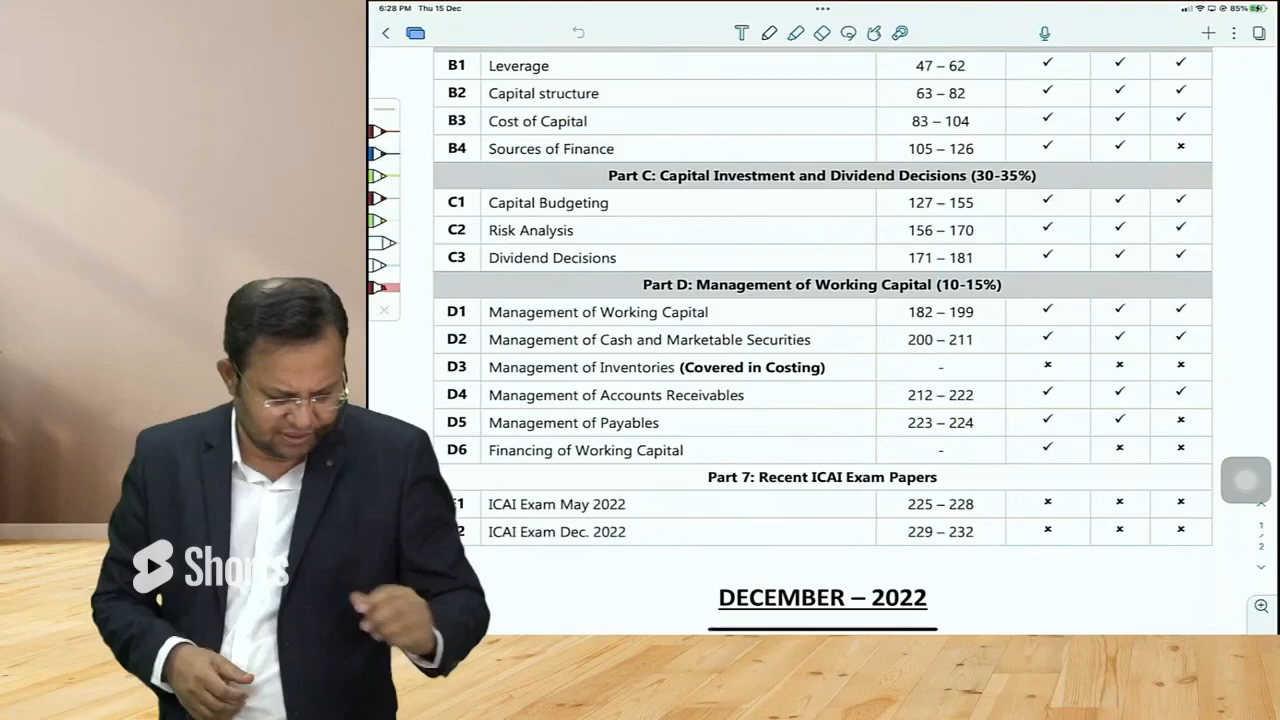 6:28 PM Thu 15 Dec
85%
B1 Leverage 47 – 62 ✓ ✓ ✓
B2 Capital structure 63 – 82 ✓ ✓ ✓
B3 Cost of Capital 83 – 104 ✓ ✓ ✓
B4 Sources of Finance 105 – 126 ✓ ✓ ×
Part C: Capital Investment and Dividend Decisions (30-35%)
C1 Capital Budgeting 127 – 155 ✓ ✓ ✓
C2 Risk Analysis 156 – 170 ✓ ✓ ✓
C3 Dividend Decisions 171 – 181 ✓ ✓ ✓
Part D: Management of Working Capital (10-15%)
D1 Management of Working Capital 182 – 199 ✓ ✓ ✓
D2 Management of Cash and Marketable Securities 200 – 211 ✓ ✓ ✓
D3 Management of Inventories (Covered in Costing) - × × ×
D4 Management of Accounts Receivables 212 – 222 ✓ ✓ ✓
D5 Management of Payables 223 – 224 ✓ ✓ ×
D6 Financing of Working Capital - ✓ × ×
Part 7: Recent ICAI Exam Papers
1 ICAI Exam May 2022 225 – 228 × × ×
2 ICAI Exam Dec. 2022 229 – 232 × × ×
1
/
2
Shorts
DECEMBER – 2022